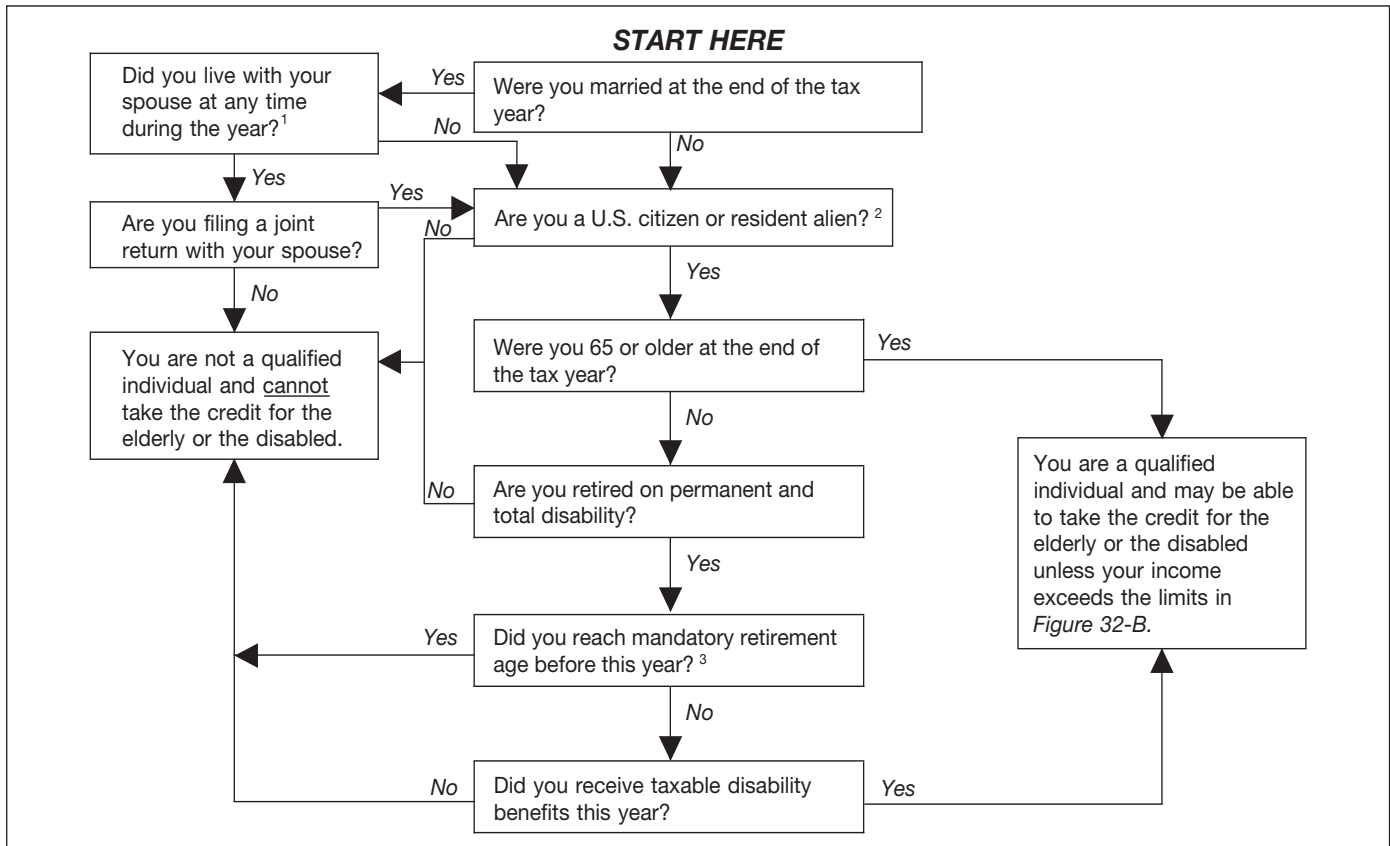 START HERE
Did you live with your
spouse at any time
during the year?1
Yes
Were you married at the end of the tax
year?
No
No
Yes
Are you filing a joint
return with your spouse?
Yes
Are you a U.S. citizen or resident alien? 2
No
Yes
No
You are not a qualified
individual and cannot
take the credit for the
elderly or the disabled.
Were you 65 or older at the end of
the tax year?
Yes
No
You are a qualified
individual and may be able
to take the credit for the
elderly or the disabled
unless your income
exceeds the limits in
Figure 32-B.
No
Are you retired on permanent and
total disability?
Yes
Yes
Did you reach mandatory retirement
age before this year? 3
No
No
Did you receive taxable disability
benefits this year?
Yes